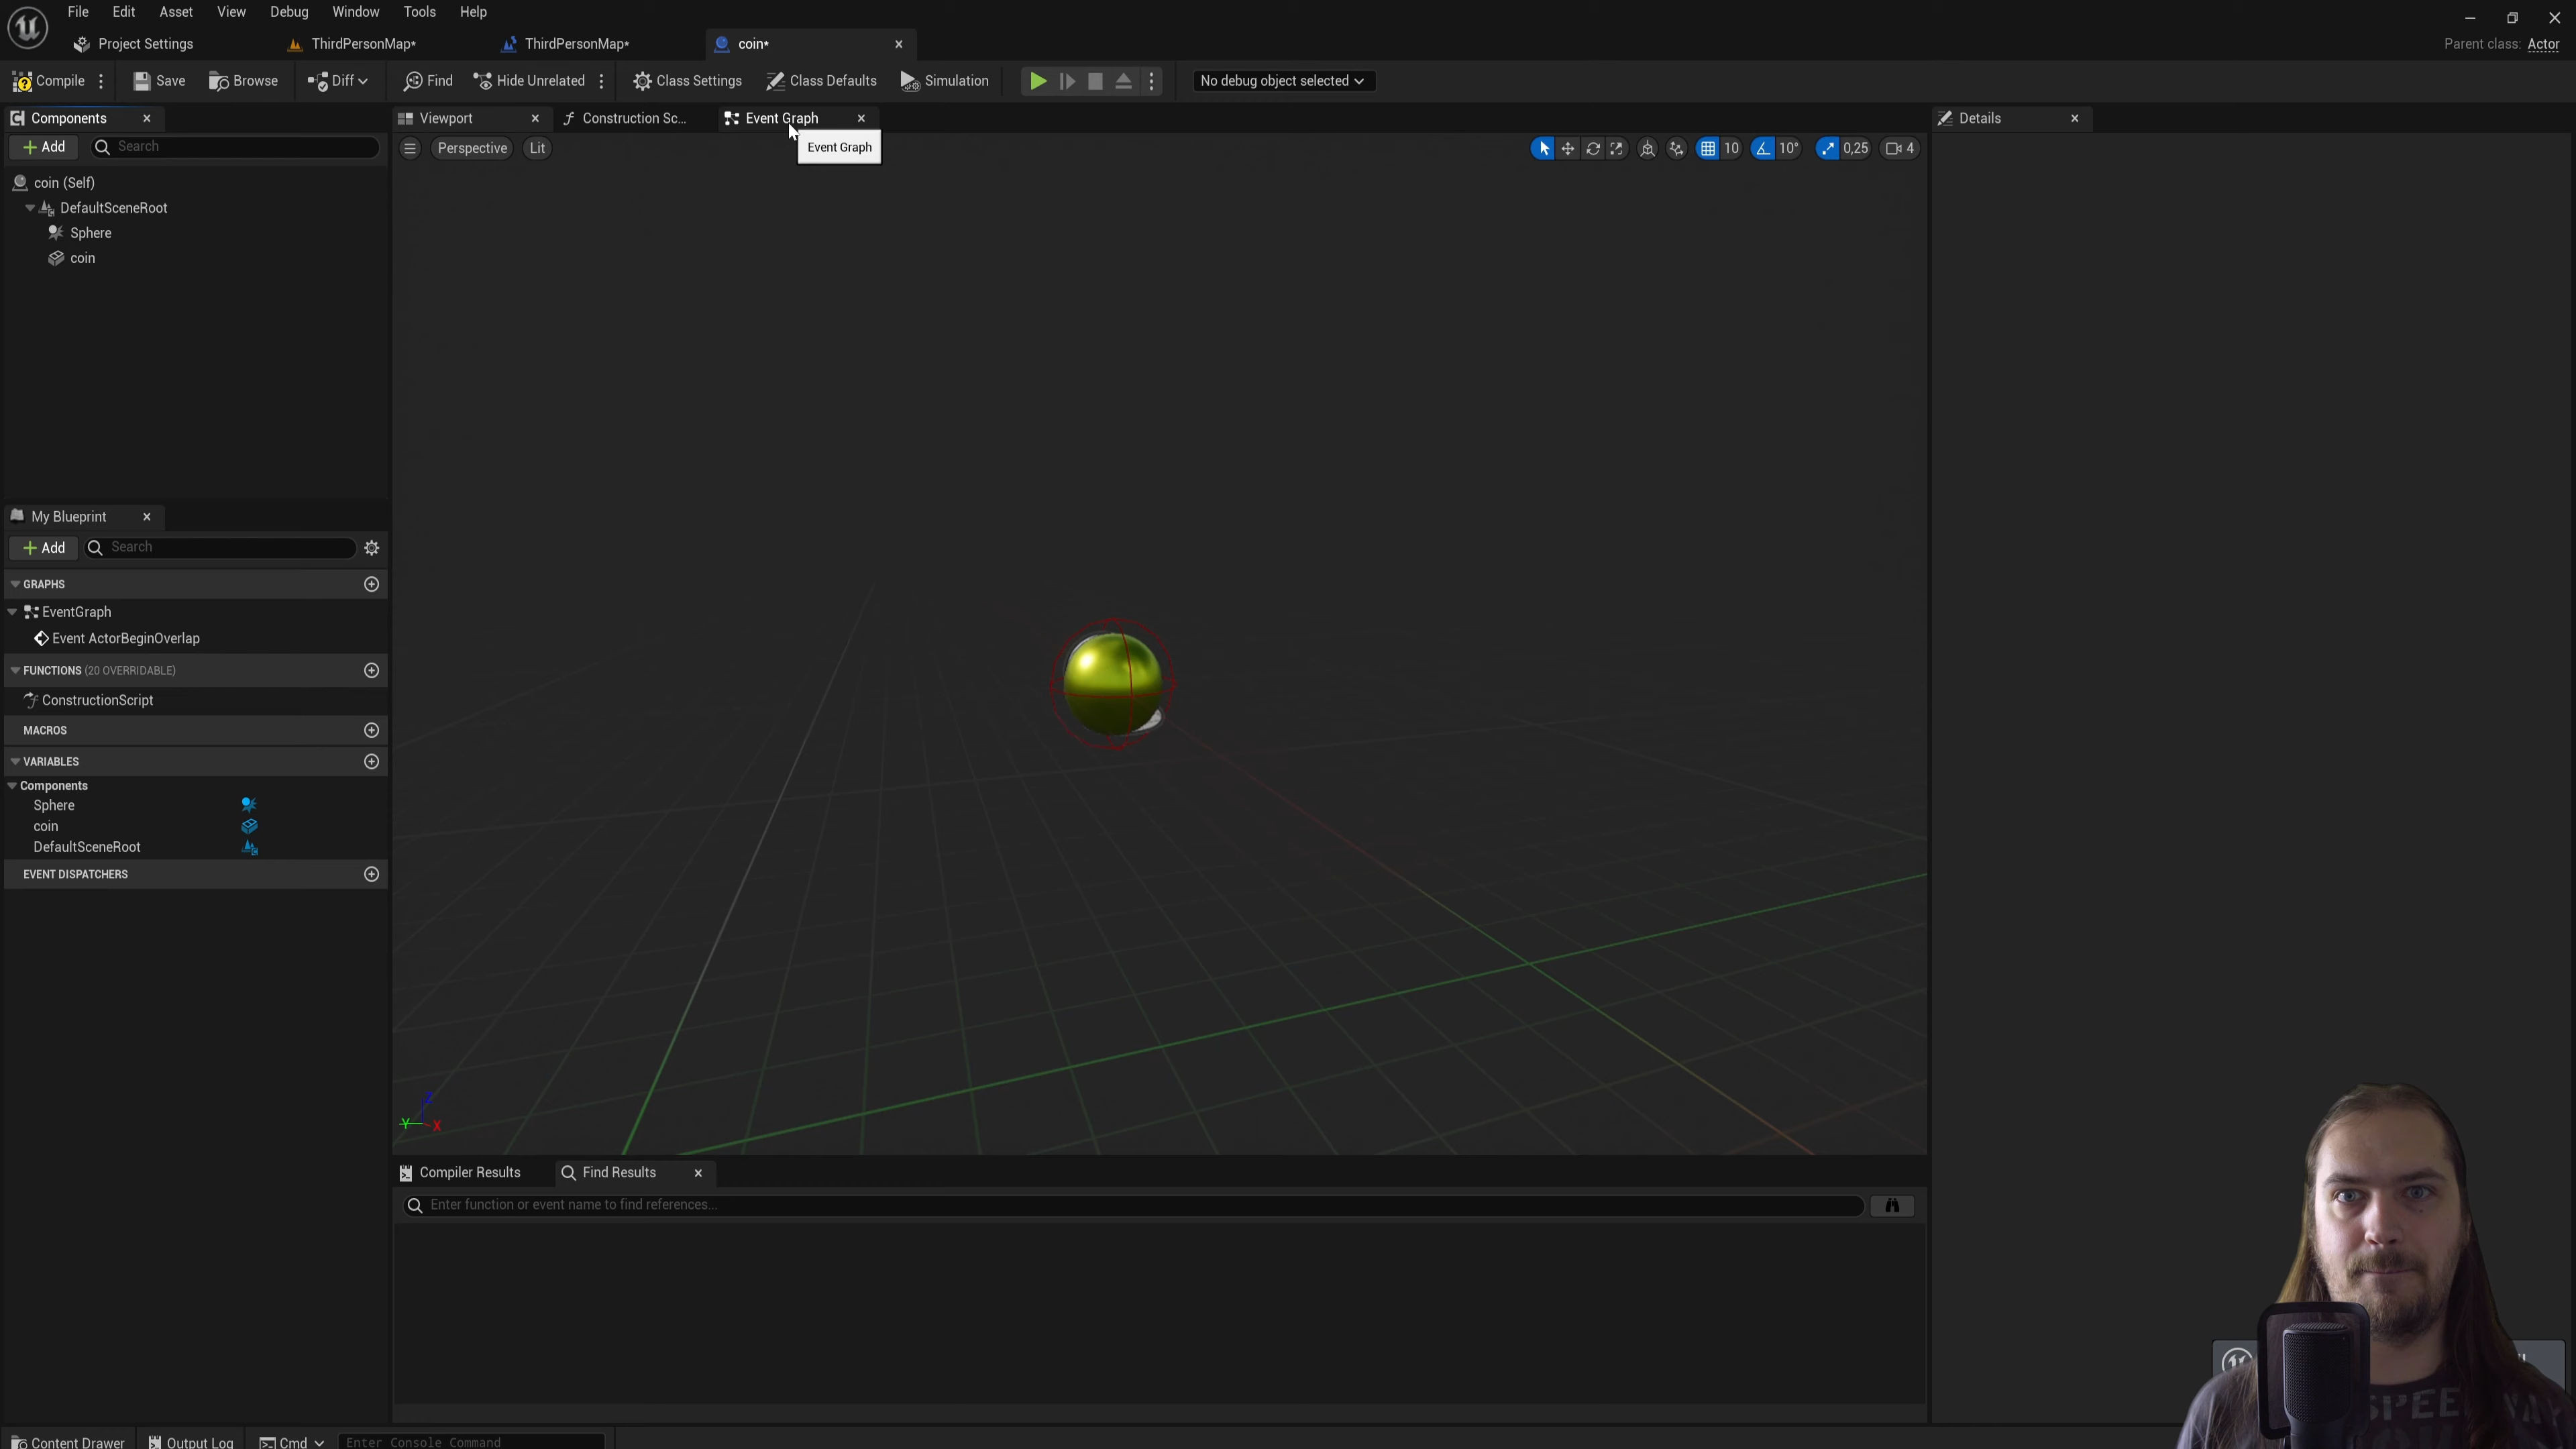 File Edit Asset View Debug Window Tools Help
Project Settings ThirdPersonMap* ThirdPersonMap* coin* Parent class: Actor
Compile Save Browse Diff Find Hide Unrelated Class Settings Class Defaults Simulation No debug object selected
Components Viewport Construction Sc... Event Graph Details
Add Search Perspective Lit Event Graph 10 10° 0,25 4
coin (Self)
DefaultSceneRoot
Sphere
coin
My Blueprint
Add Search
GRAPHS
EventGraph
Event ActorBeginOverlap
FUNCTIONS (20 OVERRIDABLE)
ConstructionScript
MACROS
VARIABLES
Components
Sphere
coin
DefaultSceneRoot
EVENT DISPATCHERS
Z
Y X
Compiler Results Find Results
Enter function or event name to find references...
Content Drawer Output Log Cmd Enter Console Command